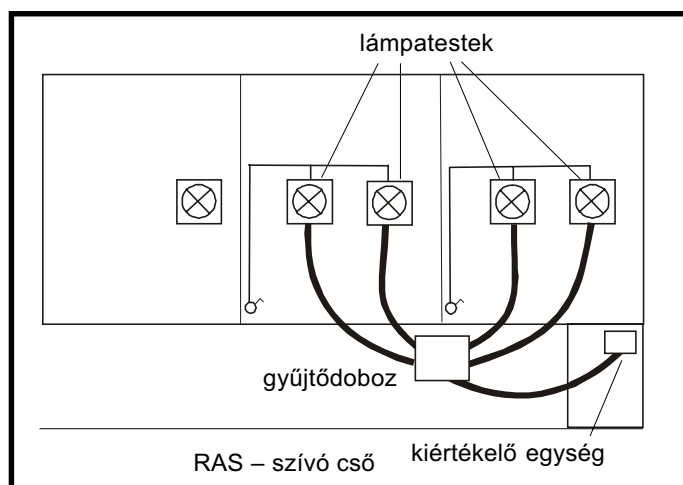 lámpatestek
gyűjtődoboz
RAS – szívó cső
kiértékelő egység